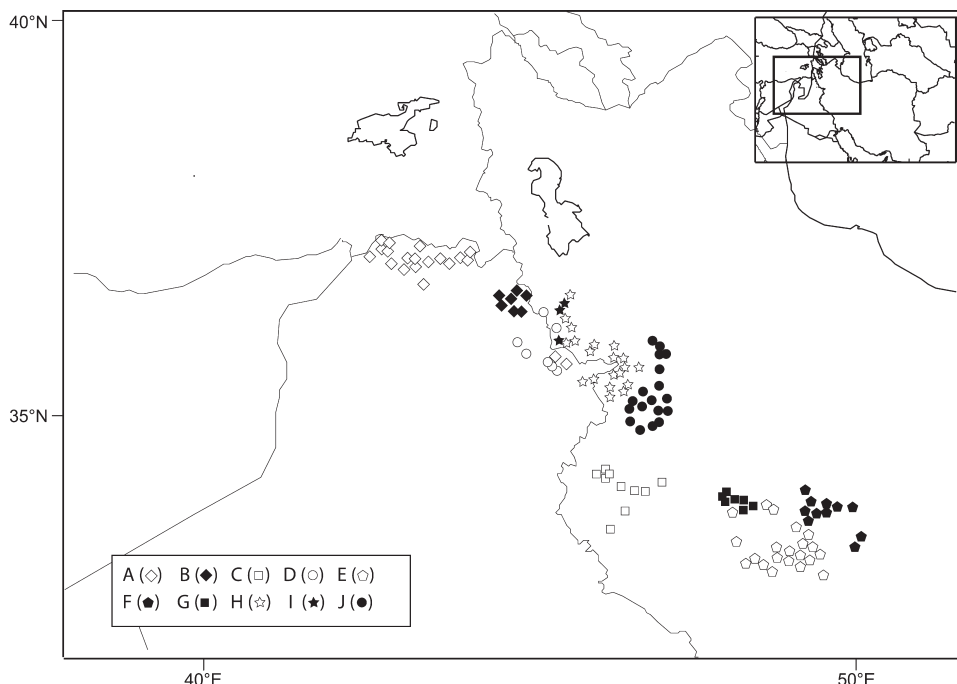 40°N
35°N
A (◇) B (◆) C (□) D (○) E (⬠)
F (⬟) G (■) H (☆) I (★) J (●)
40°E
50°E